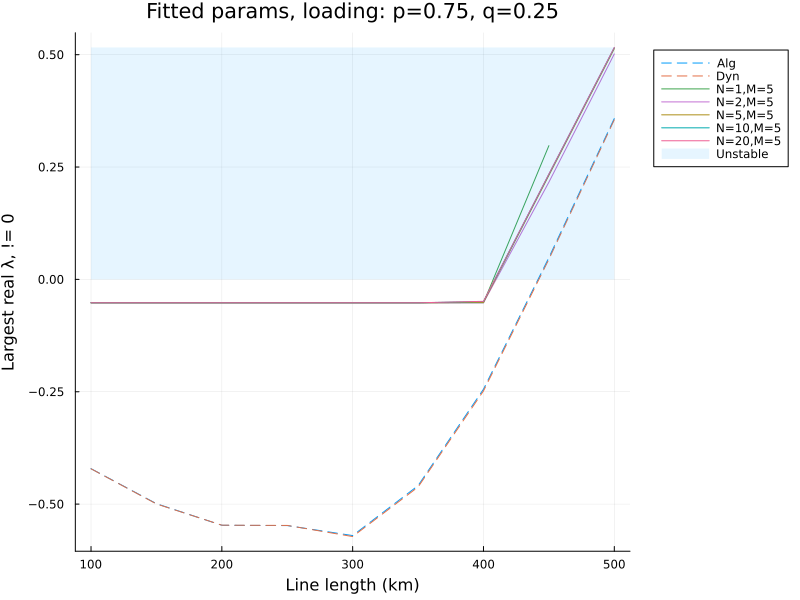 Fitted params, loading: p=0.75, q=0.25
Largest real λ, != 0
0.50
0.25
0.00
−0.25
−0.50
100 200 300 400 500
Line length (km)
Alg
Dyn
N=1,M=5
N=2,M=5
N=5,M=5
N=10,M=5
N=20,M=5
Unstable